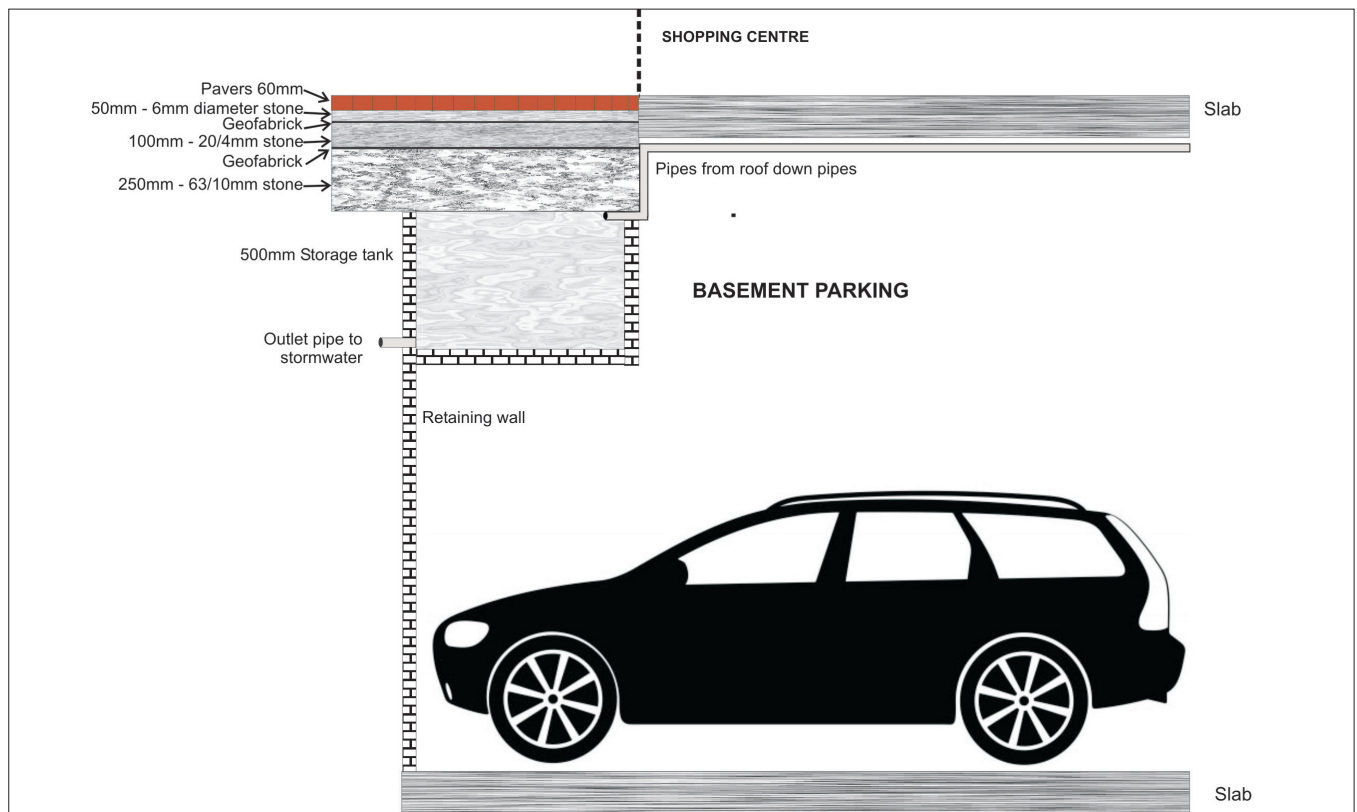 SHOPPING CENTRE
Pavers 60mm
50mm - 6mm diameter stone
Geofabrick
100mm - 20/4mm stone
Geofabrick
250mm - 63/10mm stone
Slab
Pipes from roof down pipes
500mm Storage tank
BASEMENT PARKING
Outlet pipe to
stormwater
Retaining wall
Slab